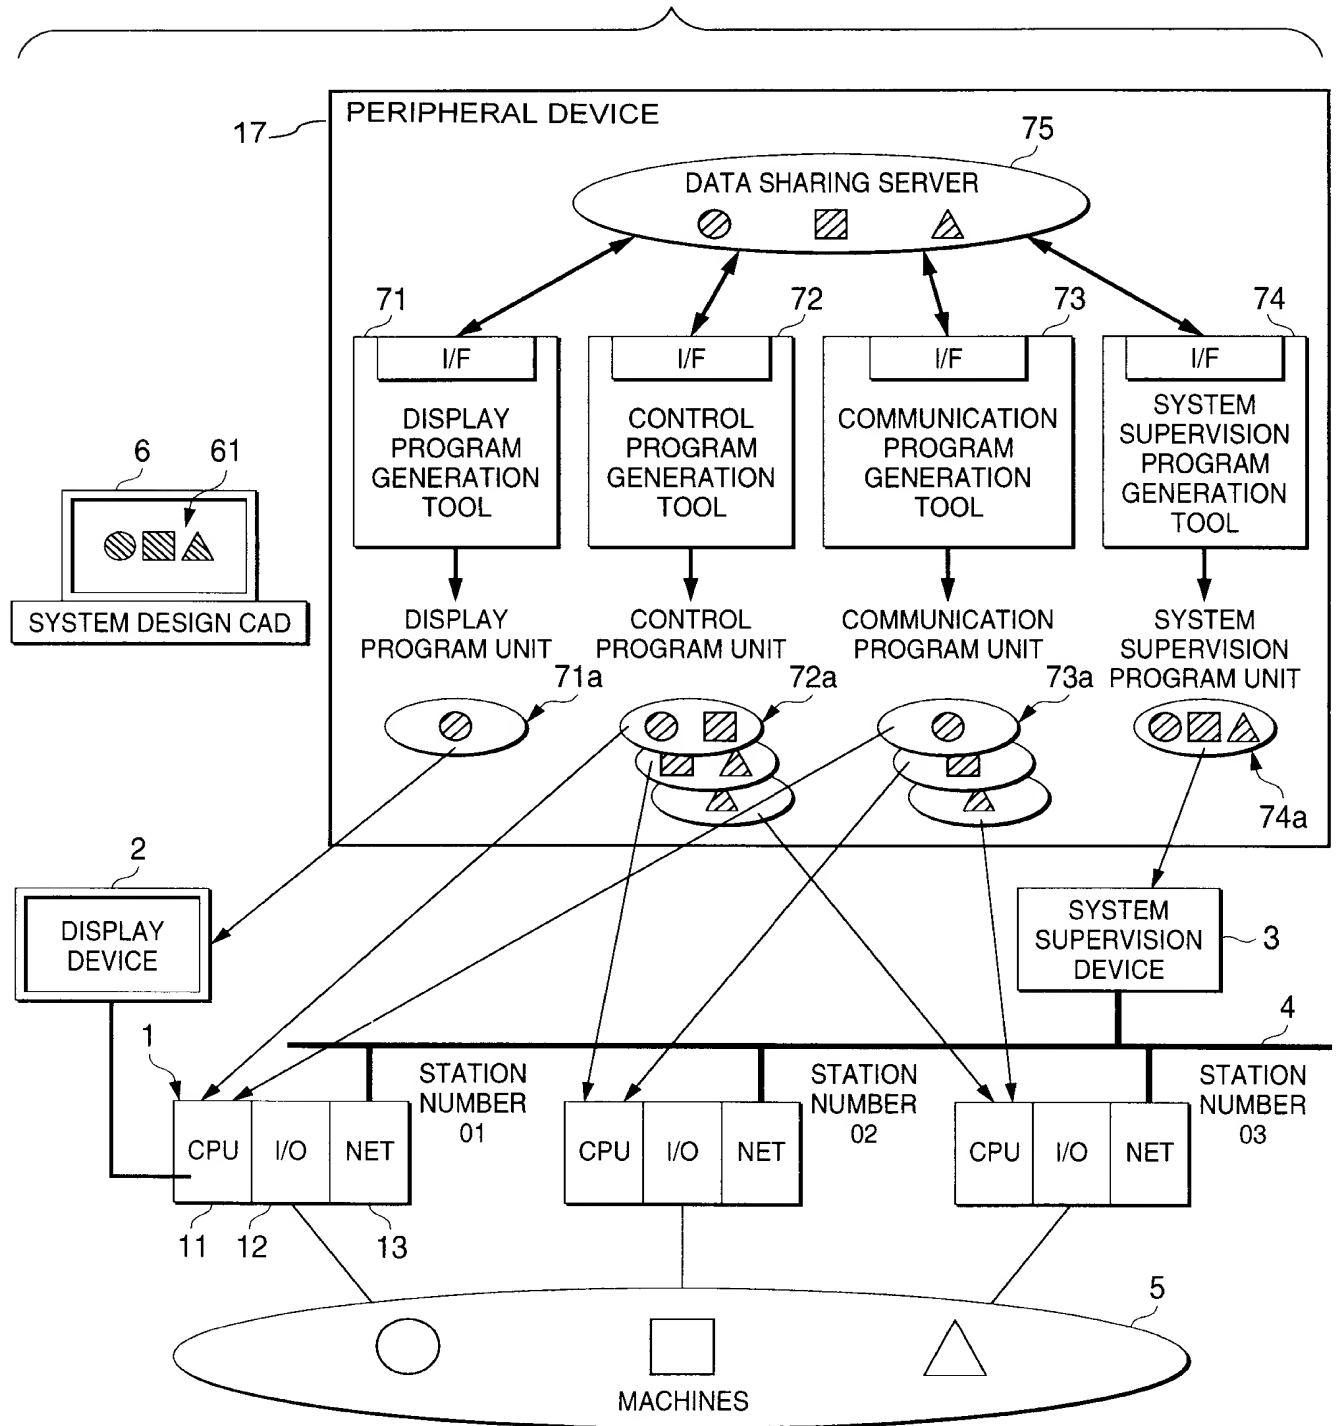 PERIPHERAL DEVICE
17
75
DATA SHARING SERVER
71
72
73
74
I/F
I/F
I/F
I/F
DISPLAY
PROGRAM
GENERATION
TOOL
CONTROL
PROGRAM
GENERATION
TOOL
COMMUNICATION
PROGRAM
GENERATION
TOOL
SYSTEM
SUPERVISION
PROGRAM
GENERATION
TOOL
6
61
SYSTEM DESIGN CAD
DISPLAY
PROGRAM UNIT
CONTROL
PROGRAM UNIT
COMMUNICATION
PROGRAM UNIT
SYSTEM
SUPERVISION
PROGRAM UNIT
71a
72a
73a
74a
2
DISPLAY
DEVICE
SYSTEM
SUPERVISION
DEVICE
3
4
1
STATION
NUMBER
01
STATION
NUMBER
02
STATION
NUMBER
03
CPU
I/O
NET
CPU
I/O
NET
CPU
I/O
NET
11
12
13
5
MACHINES